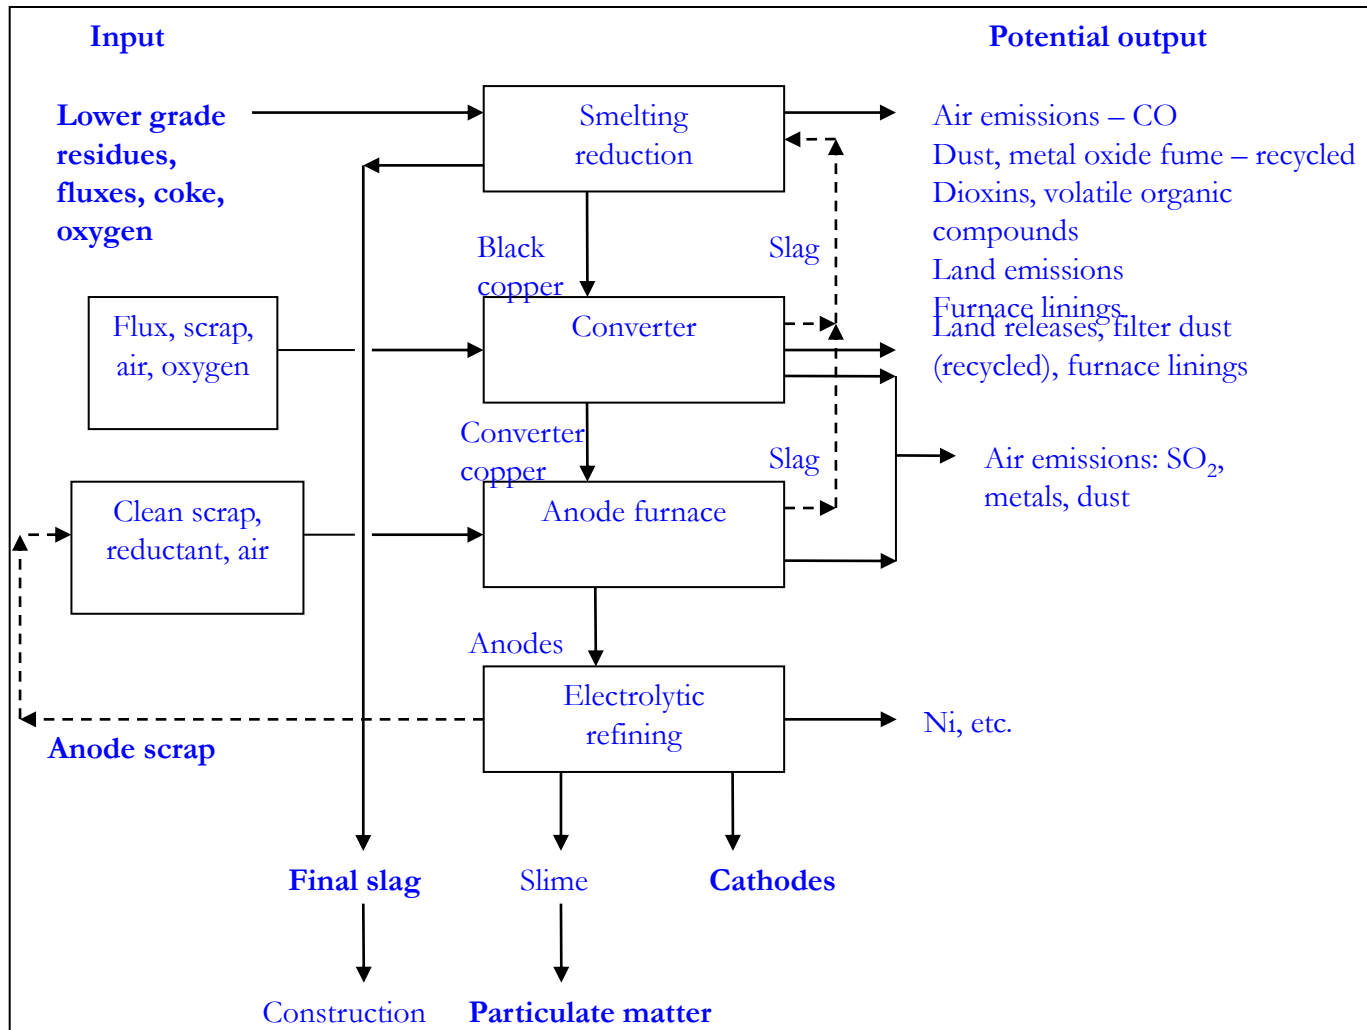 Input
Potential output
Lower grade
residues,
fluxes, coke,
oxygen
Smelting
reduction
Air emissions – CO
Dust, metal oxide fume – recycled
Dioxins, volatile organic
compounds
Land emissions
Furnace linings
Black
copper
Slag
Flux, scrap,
air, oxygen
Converter
Land releases, filter dust
(recycled), furnace linings
Converter
copper
Slag
Air emissions: SO₂,
metals, dust
Clean scrap,
reductant, air
Anode furnace
Anodes
Electrolytic
refining
Ni, etc.
Anode scrap
Final slag
Slime
Cathodes
Construction
Particulate matter